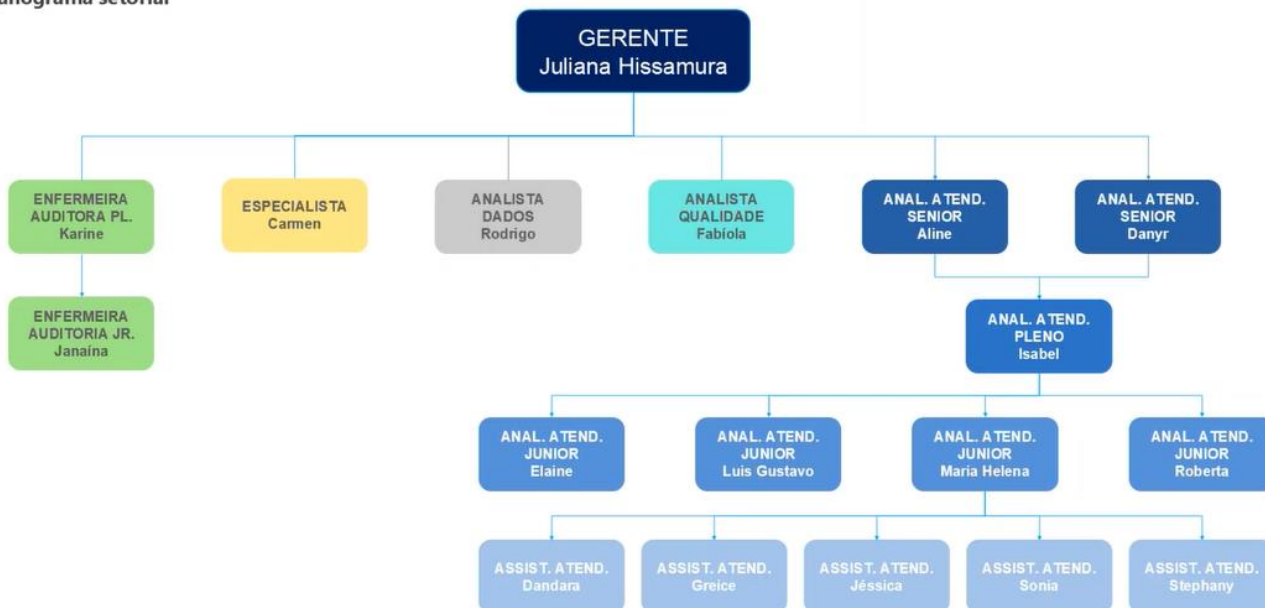 anograma setorial
GERENTE
Juliana Hissamura
ENFERMEIRA
AUDITORA PL.
Karine
ESPECIALISTA
Carmen
ANALISTA
DADOS
Rodrigo
ANALISTA
QUALIDADE
Fabíola
ANAL. ATEND.
SENIOR
Aline
ANAL. ATEND.
SENIOR
Danyr
ENFERMEIRA
AUDITORIA JR.
Janaína
ANAL. ATEND.
PLENO
Isabel
ANAL. ATEND.
JUNIOR
Elaine
ANAL. ATEND.
JUNIOR
Luis Gustavo
ANAL. ATEND.
JUNIOR
Maria Helena
ANAL. ATEND.
JUNIOR
Roberta
ASSIST. ATEND.
Dandara
ASSIST. ATEND.
Greice
ASSIST. ATEND.
Jéssica
ASSIST. ATEND.
Sonia
ASSIST. ATEND.
Stephany